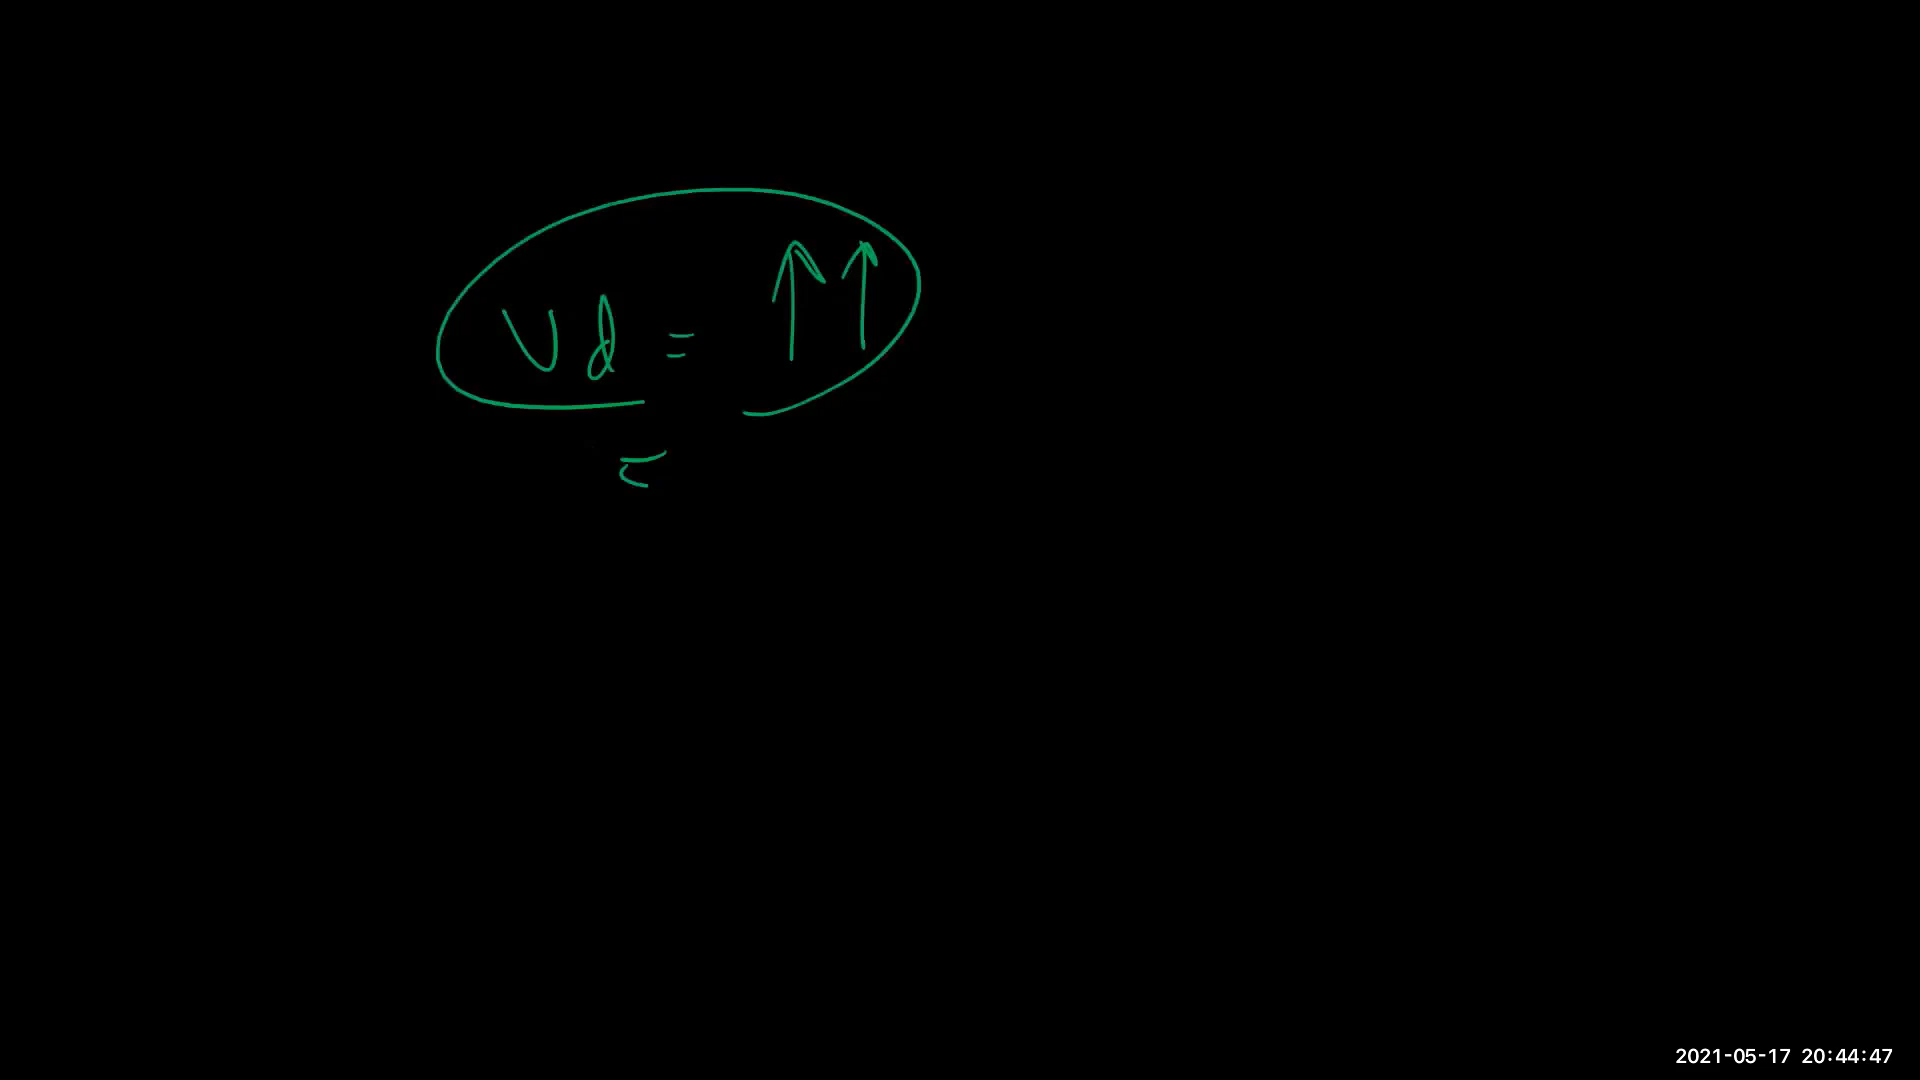 Vd = ↑↑
=
2021-05-17 20:44:47